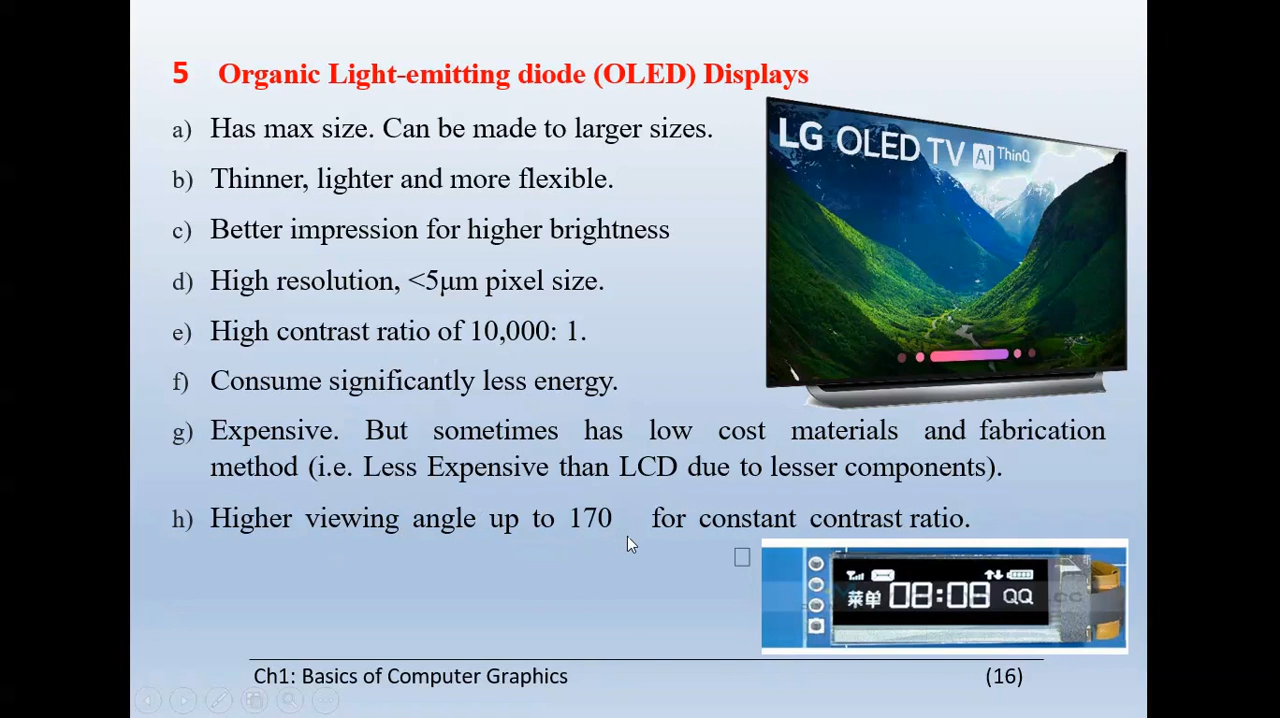 5 Organic Light-emitting diode (OLED) Displays
a) Has max size. Can be made to larger sizes.
b) Thinner, lighter and more flexible.
c) Better impression for higher brightness
d) High resolution, <5μm pixel size.
e) High contrast ratio of 10,000: 1.
f) Consume significantly less energy.
g) Expensive. But sometimes has low cost materials and fabrication
method (i.e. Less Expensive than LCD due to lesser components).
h) Higher viewing angle up to 170 for constant contrast ratio.
LG OLED TV AI ThinQ
菜单 08:08 QQ
Ch1: Basics of Computer Graphics (16)